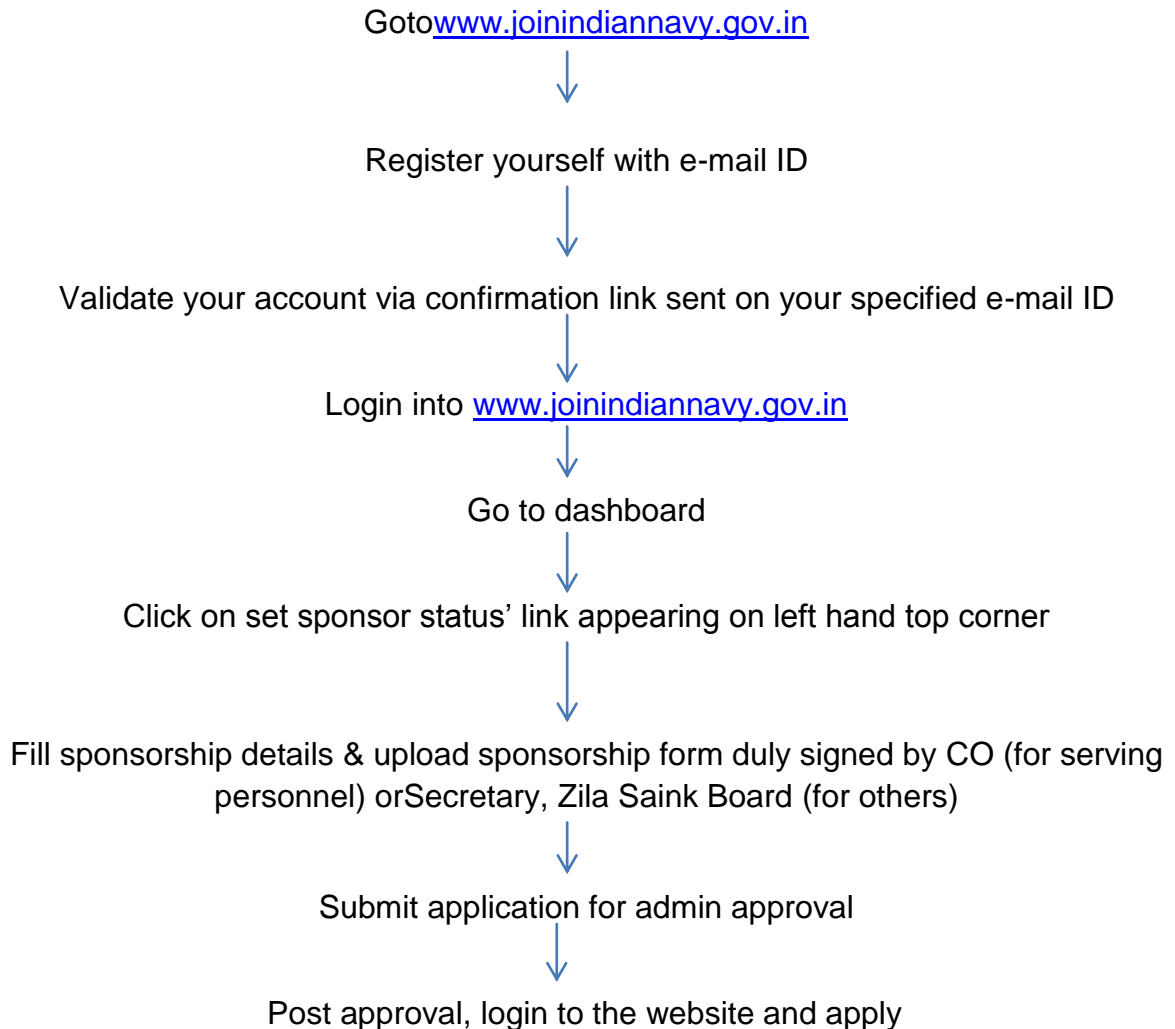 Gotowww.joinindiannavy.gov.in
Register yourself with e-mail ID
Validate your account via confirmation link sent on your specified e-mail ID
Login into www.joinindiannavy.gov.in
Go to dashboard
Click on set sponsor status’ link appearing on left hand top corner
Fill sponsorship details & upload sponsorship form duly signed by CO (for serving
personnel) orSecretary, Zila Saink Board (for others)
Submit application for admin approval
Post approval, login to the website and apply